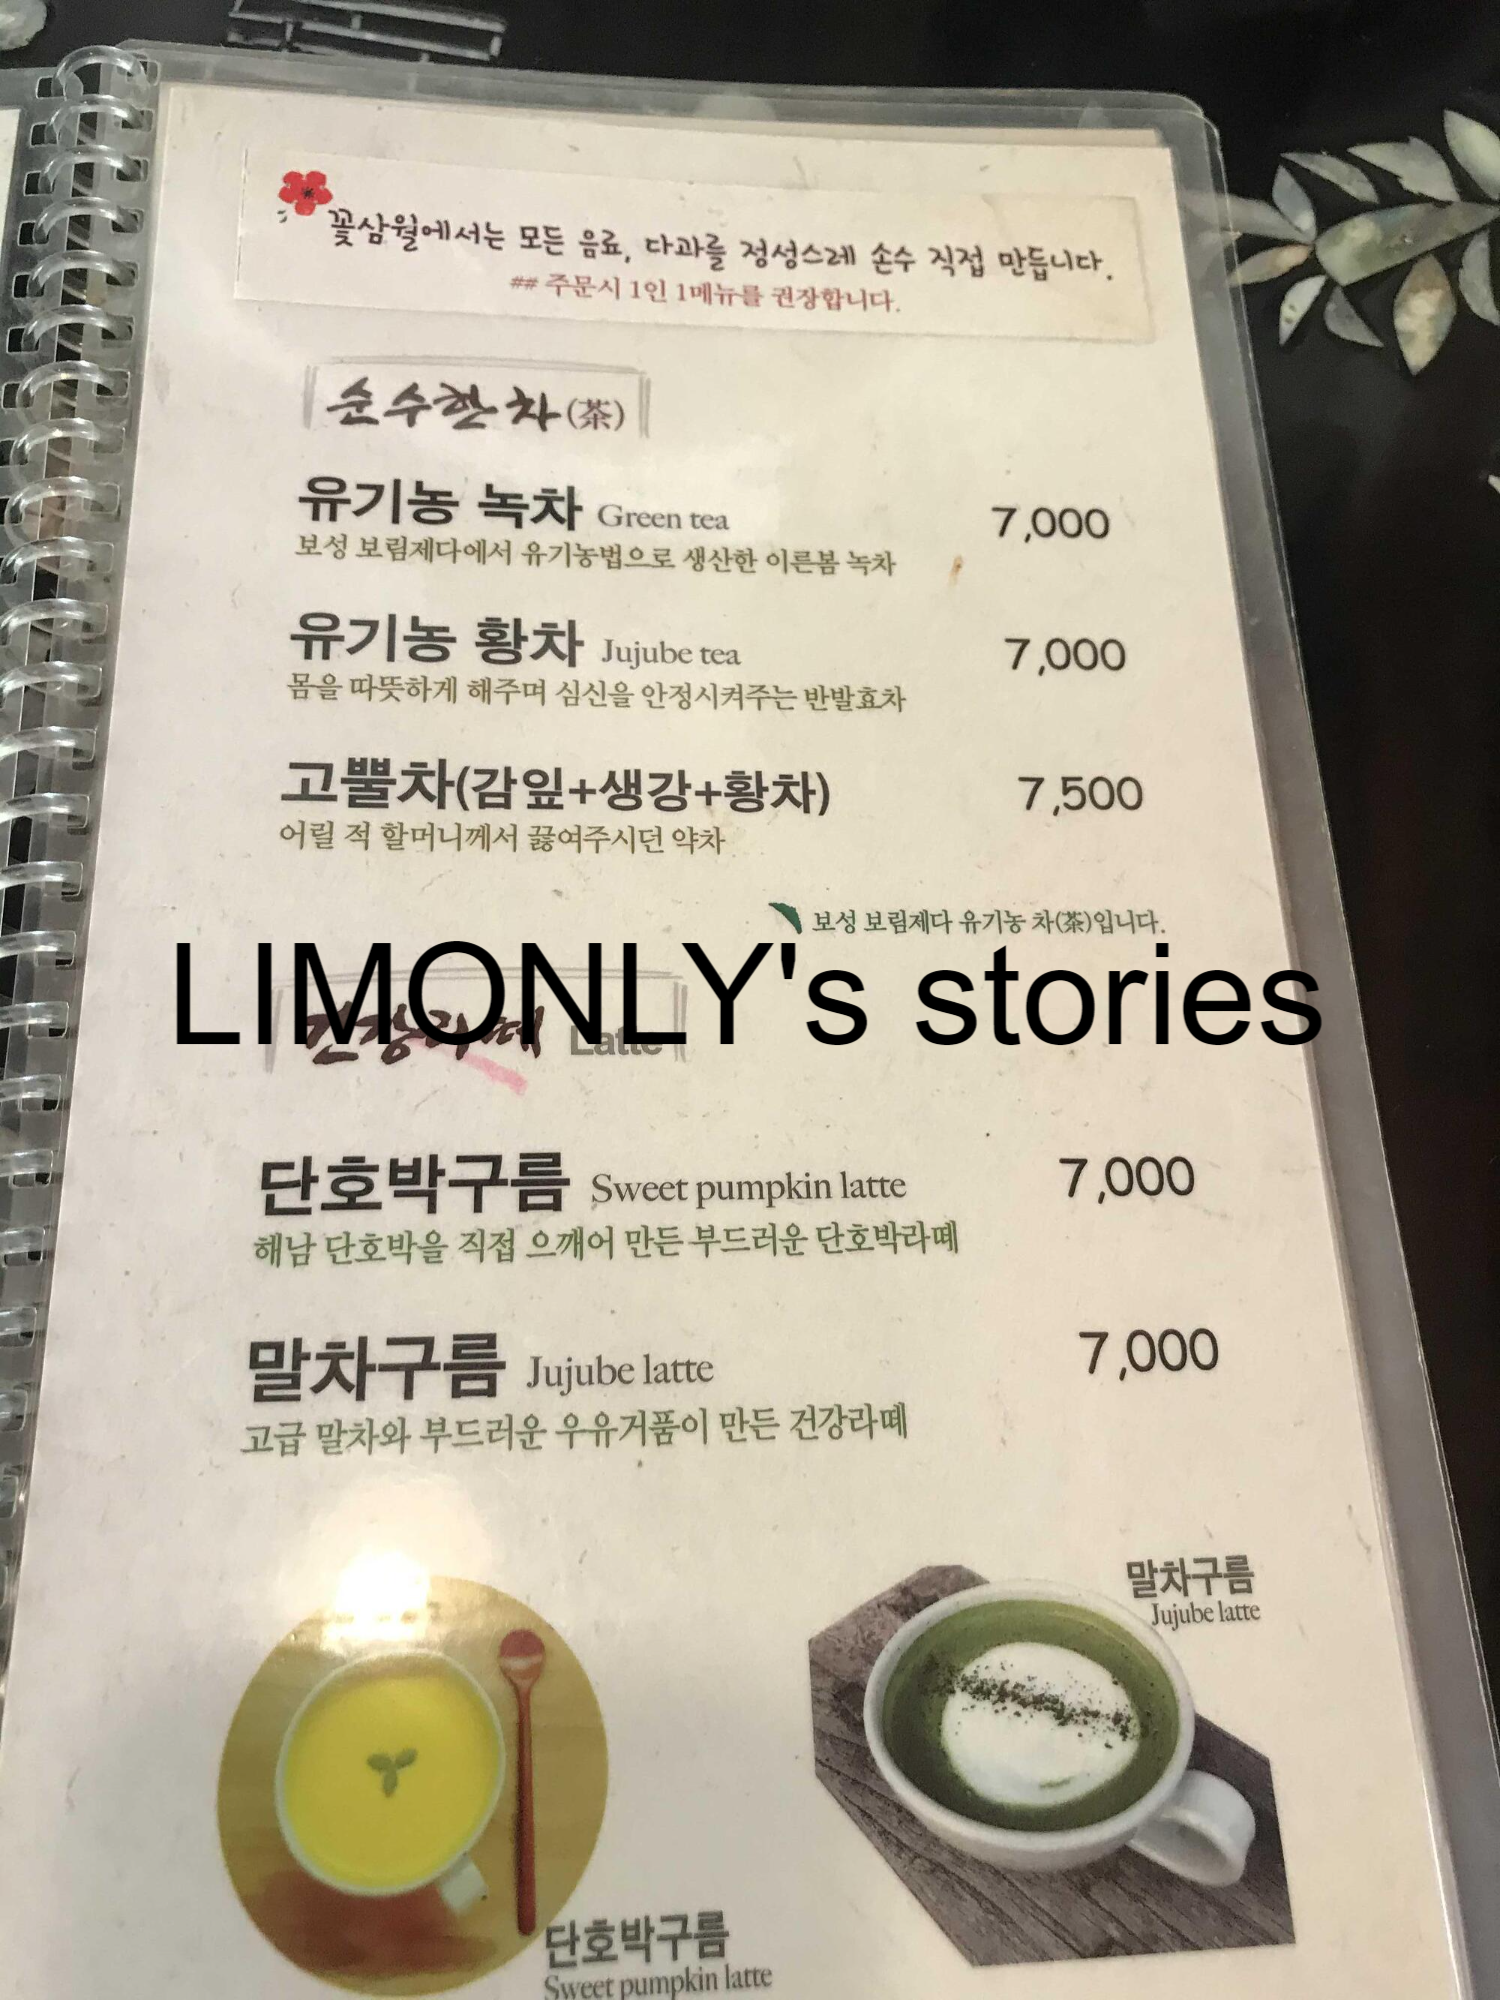 꽃삼월에서는 모든 음료, 다과를 정성스레 손수 직접 만듭니다.
## 주문시 1인 1메뉴를 권장합니다.
순수한 차(茶)
유기농 녹차 Green tea 7,000
보성 보림제다에서 유기농법으로 생산한 이른봄 녹차
유기농 황차 Jujube tea 7,000
몸을 따뜻하게 해주며 심신을 안정시켜주는 반발효차
고뿔차(감잎+생강+황차) 7,500
어릴 적 할머니께서 끓여주시던 약차
보성 보림제다 유기농 차(茶)입니다.
LIMONLY's stories
건강라떼 Latte
단호박구름 Sweet pumpkin latte 7,000
해남 단호박을 직접 으깨어 만든 부드러운 단호박라떼
말차구름 Jujube latte 7,000
고급 말차와 부드러운 우유거품이 만든 건강라떼
말차구름
Jujube latte
단호박구름
Sweet pumpkin latte